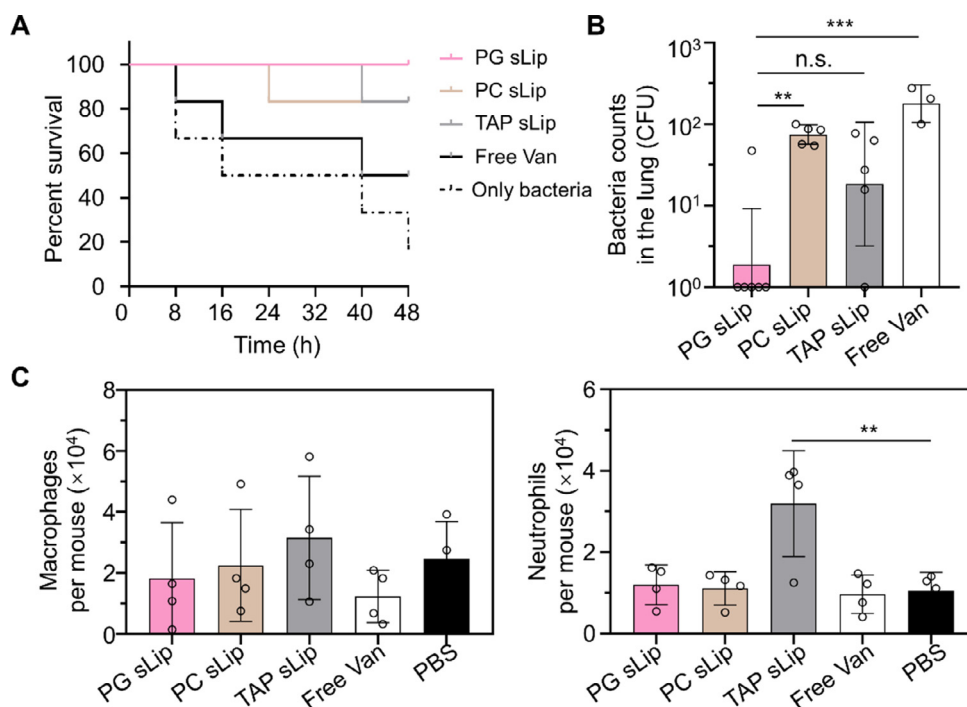 A
Percent survival
100
80
60
40
20
0
0 8 16 24 32 40 48
Time (h)
PG sLip
PC sLip
TAP sLip
Free Van
Only bacteria
B
Bacteria counts
in the lung (CFU)
10³
10²
10¹
10⁰
***
n.s.
**
PG sLip
PC sLip
TAP sLip
Free Van
C
Macrophages
per mouse (×10⁴)
8
6
4
2
0
PG sLip
PC sLip
TAP sLip
Free Van
PBS
Neutrophils
per mouse (×10⁴)
6
4
2
0
**
PG sLip
PC sLip
TAP sLip
Free Van
PBS